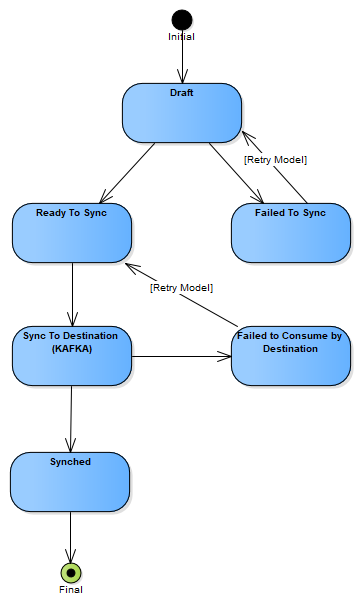 Initial
Draft
[Retry Model]
Ready To Sync
Failed To Sync
[Retry Model]
Sync To Destination
(KAFKA)
Failed to Consume by
Destination
Synched
Final